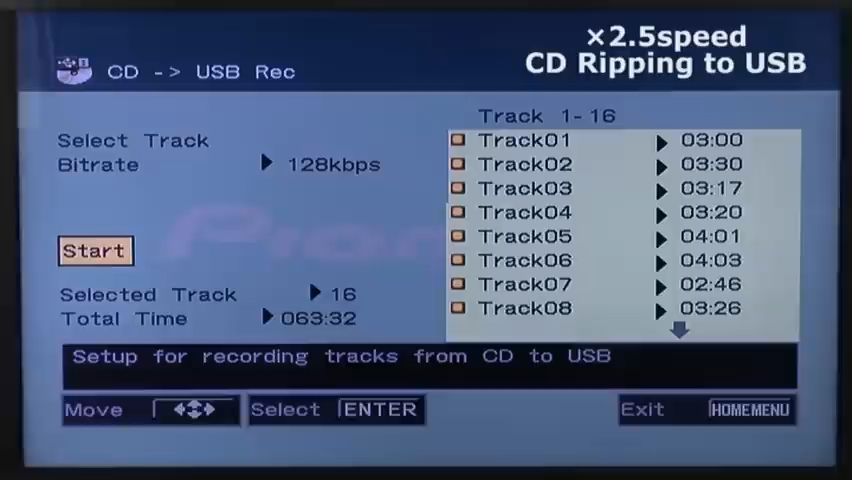 ×2.5speed
CD Ripping to USB
CD -> USB Rec
Track 1-16
Select Track
Bitrate 128kbps
Track01 03:00
Track02 03:30
Track03 03:17
Track04 03:20
Track05 04:01
Track06 04:03
Track07 02:46
Track08 03:26
Start
Selected Track 16
Total Time 063:32
Setup for recording tracks from CD to USB
Move Select ENTER Exit HOMEMENU